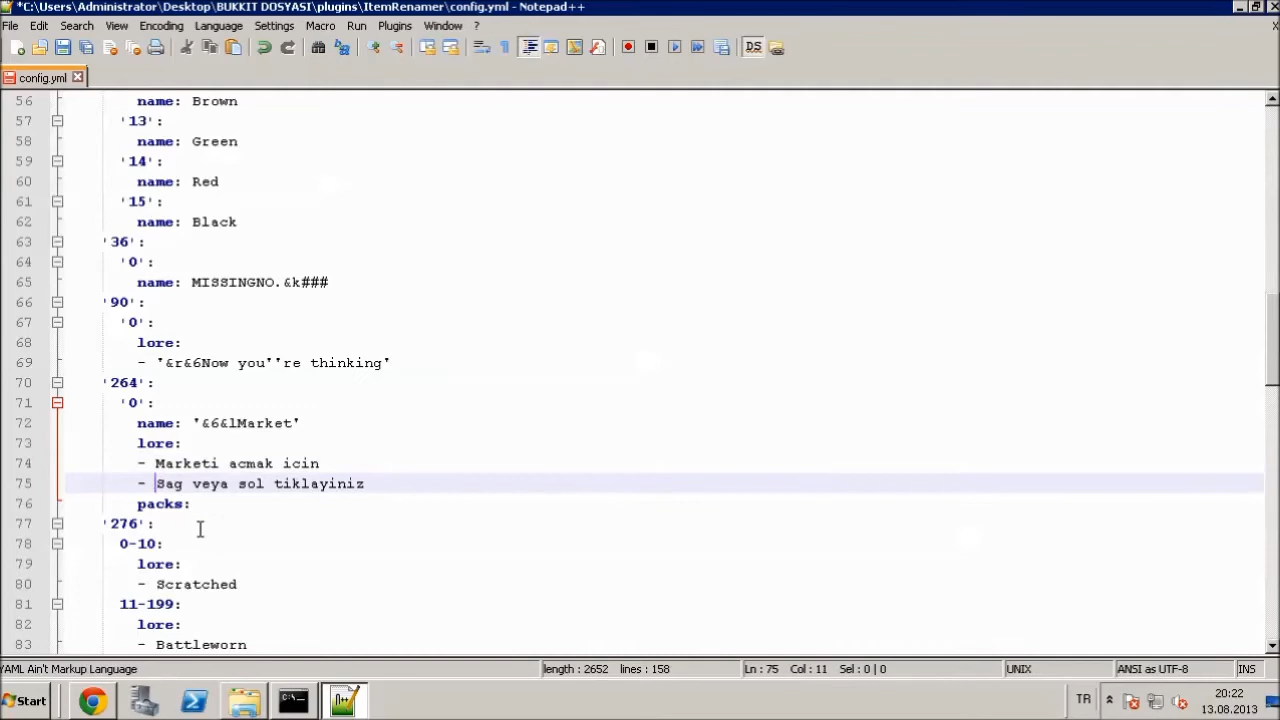 *C:\Users\Administrator\Desktop\BUKKIT DOSYASI\plugins\ItemRenamer\config.yml - Notepad++
File Edit Search View Encoding Language Settings Macro Run Plugins Window ?
config.yml
56 name: Brown
57 '13':
58 name: Green
59 '14':
60 name: Red
61 '15':
62 name: Black
63 '36':
64 '0':
65 name: MISSINGNO.&k###
66 '90':
67 '0':
68 lore:
69 - '&r&6Now you''re thinking'
70 '264':
71 '0':
72 name: '&6&lMarket'
73 lore:
74 - Marketi acmak icin
75 - Sag veya sol tiklayiniz
76 packs:
77 '276':
78 0-10:
79 lore:
80 - Scratched
81 11-199:
82 lore:
83 - Battleworn
YAML Ain't Markup Language length : 2652 lines : 158 Ln : 75 Col : 11 Sel : 0 | 0 UNIX ANSI as UTF-8 INS
Start TR 20:22
13.08.2013